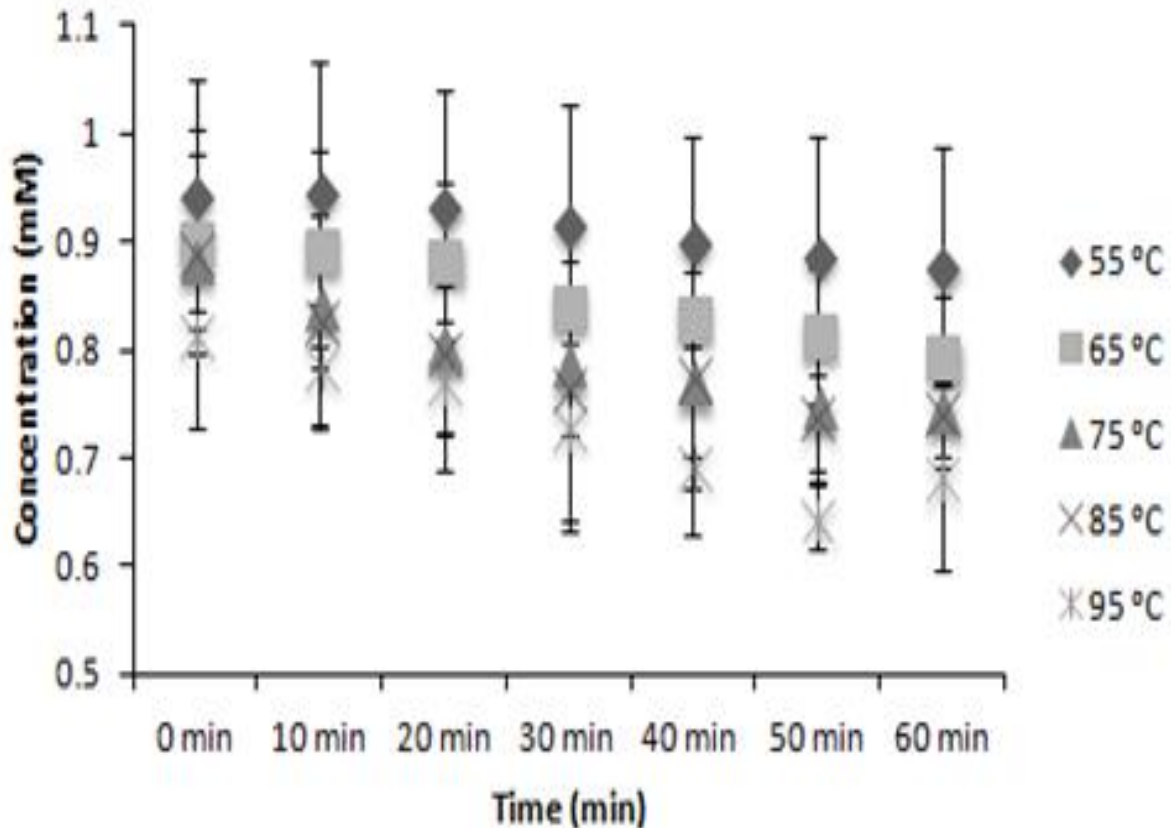 1.1
1
0.9
0.8
0.7
0.6
0.5
Concentration (mM)
0 min 10 min 20 min 30 min 40 min 50 min 60 min
Time (min)
55 ºC
65 ºC
75 ºC
85 ºC
95 ºC